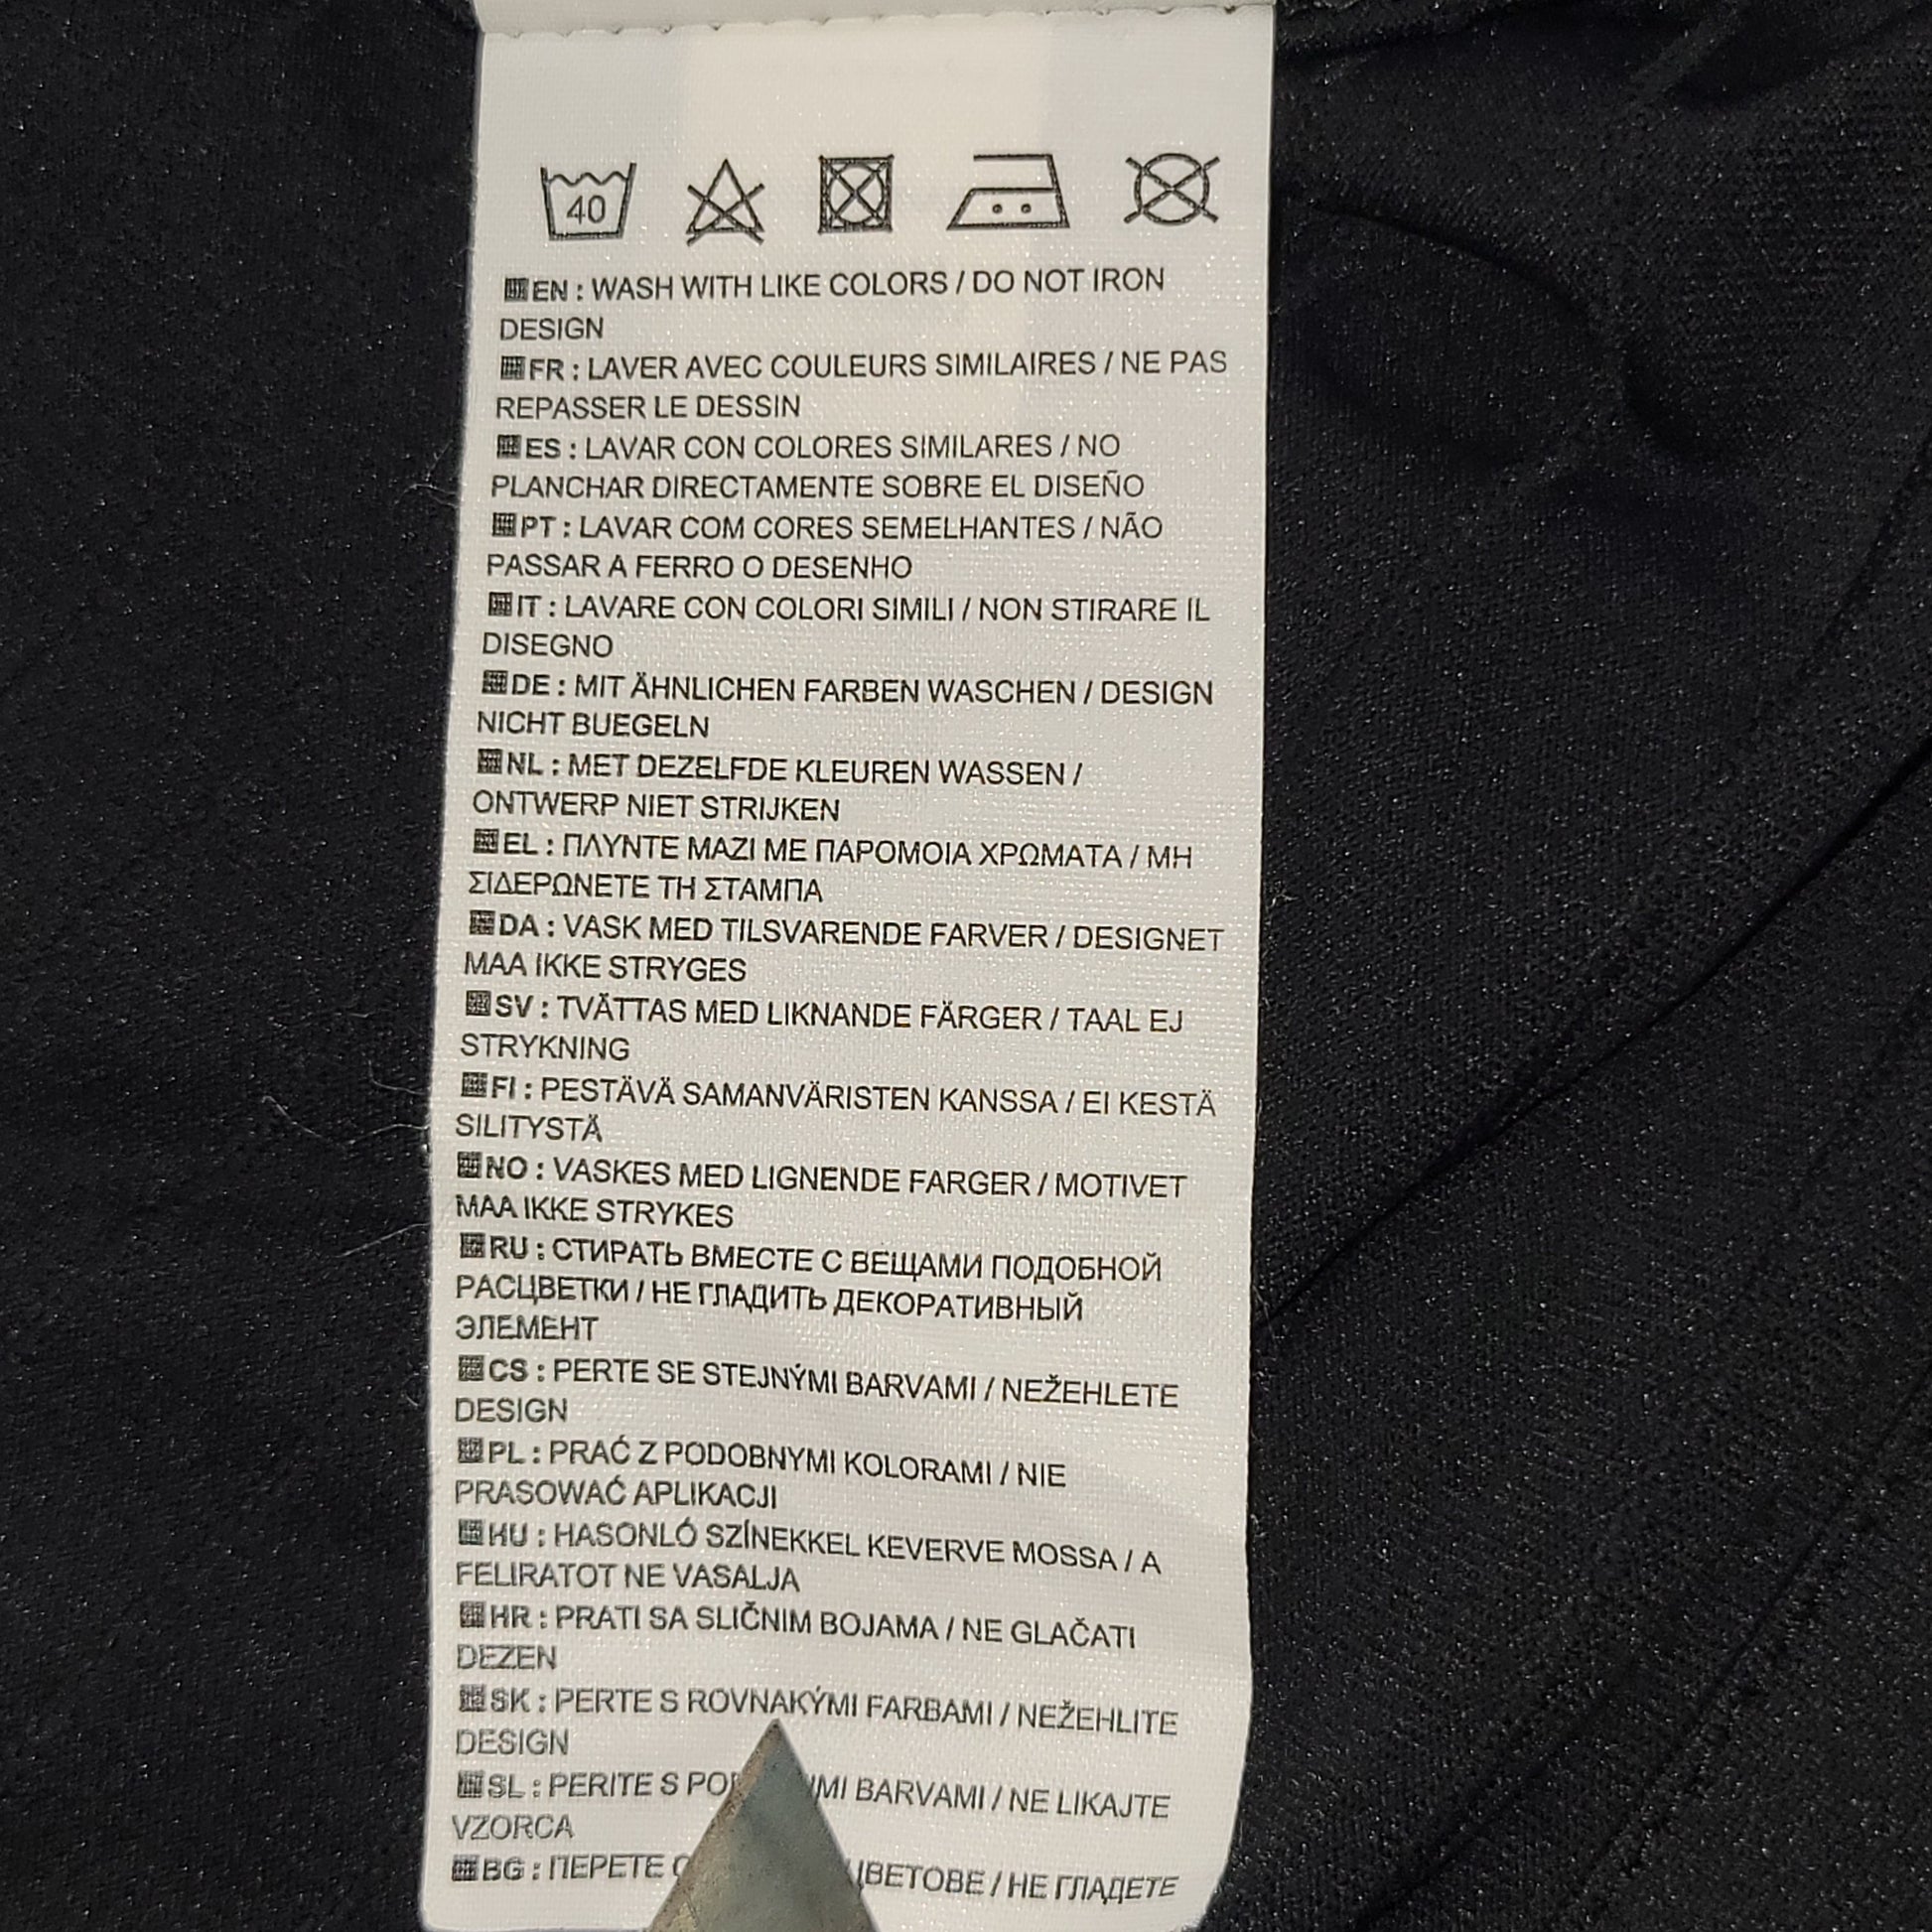 40
EN : WASH WITH LIKE COLORS / DO NOT IRON
DESIGN
FR : LAVER AVEC COULEURS SIMILAIRES / NE PAS
REPASSER LE DESSIN
ES : LAVAR CON COLORES SIMILARES / NO
PLANCHAR DIRECTAMENTE SOBRE EL DISEÑO
PT : LAVAR COM CORES SEMELHANTES / NÃO
PASSAR A FERRO O DESENHO
IT : LAVARE CON COLORI SIMILI / NON STIRARE IL
DISEGNO
DE : MIT ÄHNLICHEN FARBEN WASCHEN / DESIGN
NICHT BUEGELN
NL : MET DEZELFDE KLEUREN WASSEN /
ONTWERP NIET STRIJKEN
EL : ΠΛΥΝΤΕ ΜΑΖΙ ΜΕ ΠΑΡΟΜΟΙΑ ΧΡΩΜΑΤΑ / ΜΗ
ΣΙΔΕΡΩΝΕΤΕ ΤΗ ΣΤΑΜΠΑ
DA : VASK MED TILSVARENDE FARVER / DESIGNET
MAA IKKE STRYGES
SV : TVÄTTAS MED LIKNANDE FÄRGER / TAAL EJ
STRYKNING
FI : PESTÄVÄ SAMANVÄRISTEN KANSSA / EI KESTÄ
SILITYSTÄ
NO : VASKES MED LIGNENDE FARGER / MOTIVET
MAA IKKE STRYKES
RU : СТИРАТЬ ВМЕСТЕ С ВЕЩАМИ ПОДОБНОЙ
РАСЦВЕТКИ / НЕ ГЛАДИТЬ ДЕКОРАТИВНЫЙ
ЭЛЕМЕНТ
CS : PERTE SE STEJNÝMI BARVAMI / NEŽEHLETE
DESIGN
PL : PRAĆ Z PODOBNYMI KOLORAMI / NIE
PRASOWAĆ APLIKACJI
HU : HASONLÓ SZÍNEKKEL KEVERVE MOSSA / A
FELIRATOT NE VASALJA
HR : PRATI SA SLIČNIM BOJAMA / NE GLAČATI
DEZEN
SK : PERTE S ROVNAKÝMI FARBAMI / NEŽEHLITE
DESIGN
SL : PERITE S BARVAMI / NE LIKAJTE
VZORCA
BG : ПЕРЕТЕ / НЕ ГЛАДЕТЕ